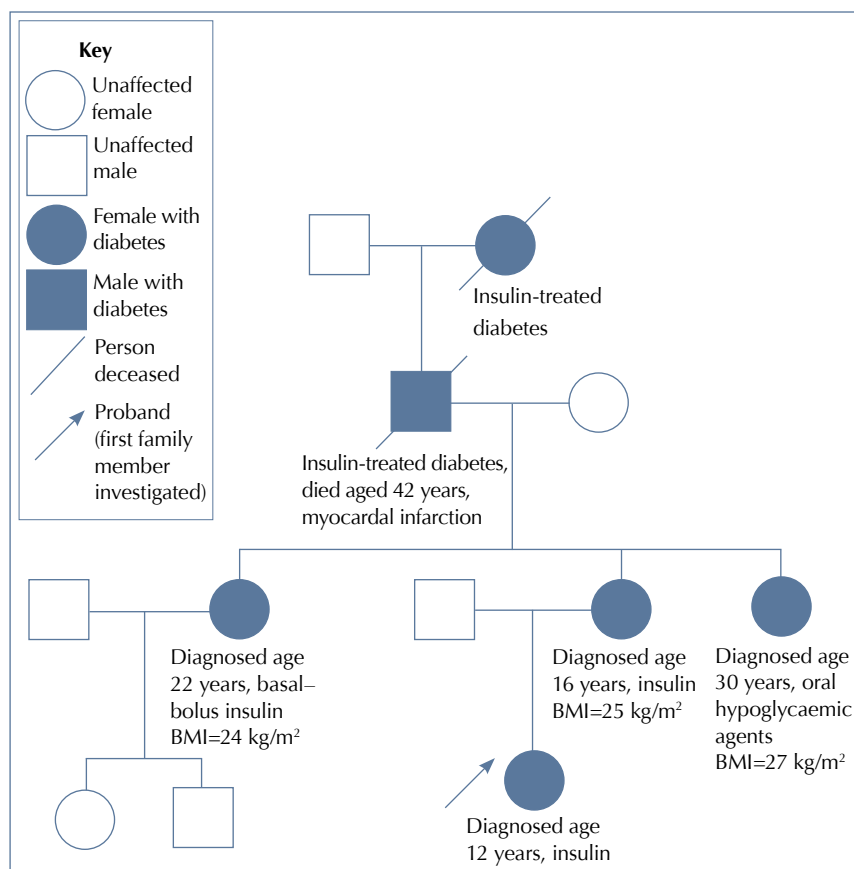 Key
Unaffected
female
Unaffected
male
Female with
diabetes
Male with
diabetes
Person
deceased
Proband
(first family
member
investigated)
Insulin-treated
diabetes
Insulin-treated diabetes,
died aged 42 years,
myocardal infarction
Diagnosed age
22 years, basal–
bolus insulin
BMI=24 kg/m²
Diagnosed age
16 years, insulin
BMI=25 kg/m²
Diagnosed age
30 years, oral
hypoglycaemic
agents
BMI=27 kg/m²
Diagnosed age
12 years, insulin